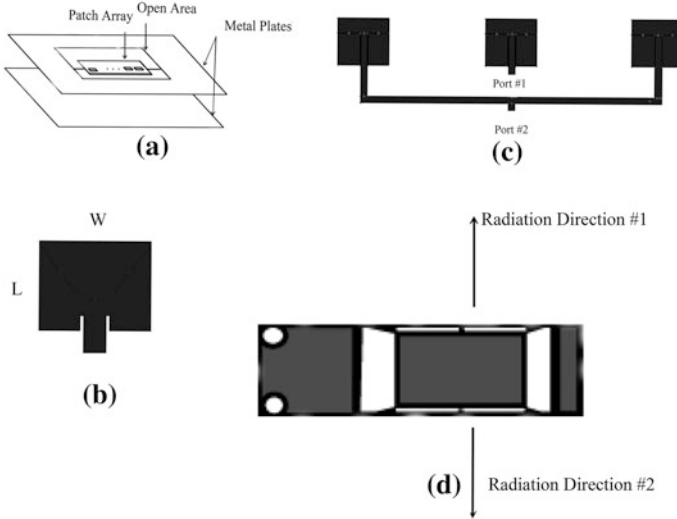 Patch Array
Open Area
Metal Plates
(a)
Port #1
Port #2
(c)
W
L
(b)
Radiation Direction #1
(d)
Radiation Direction #2